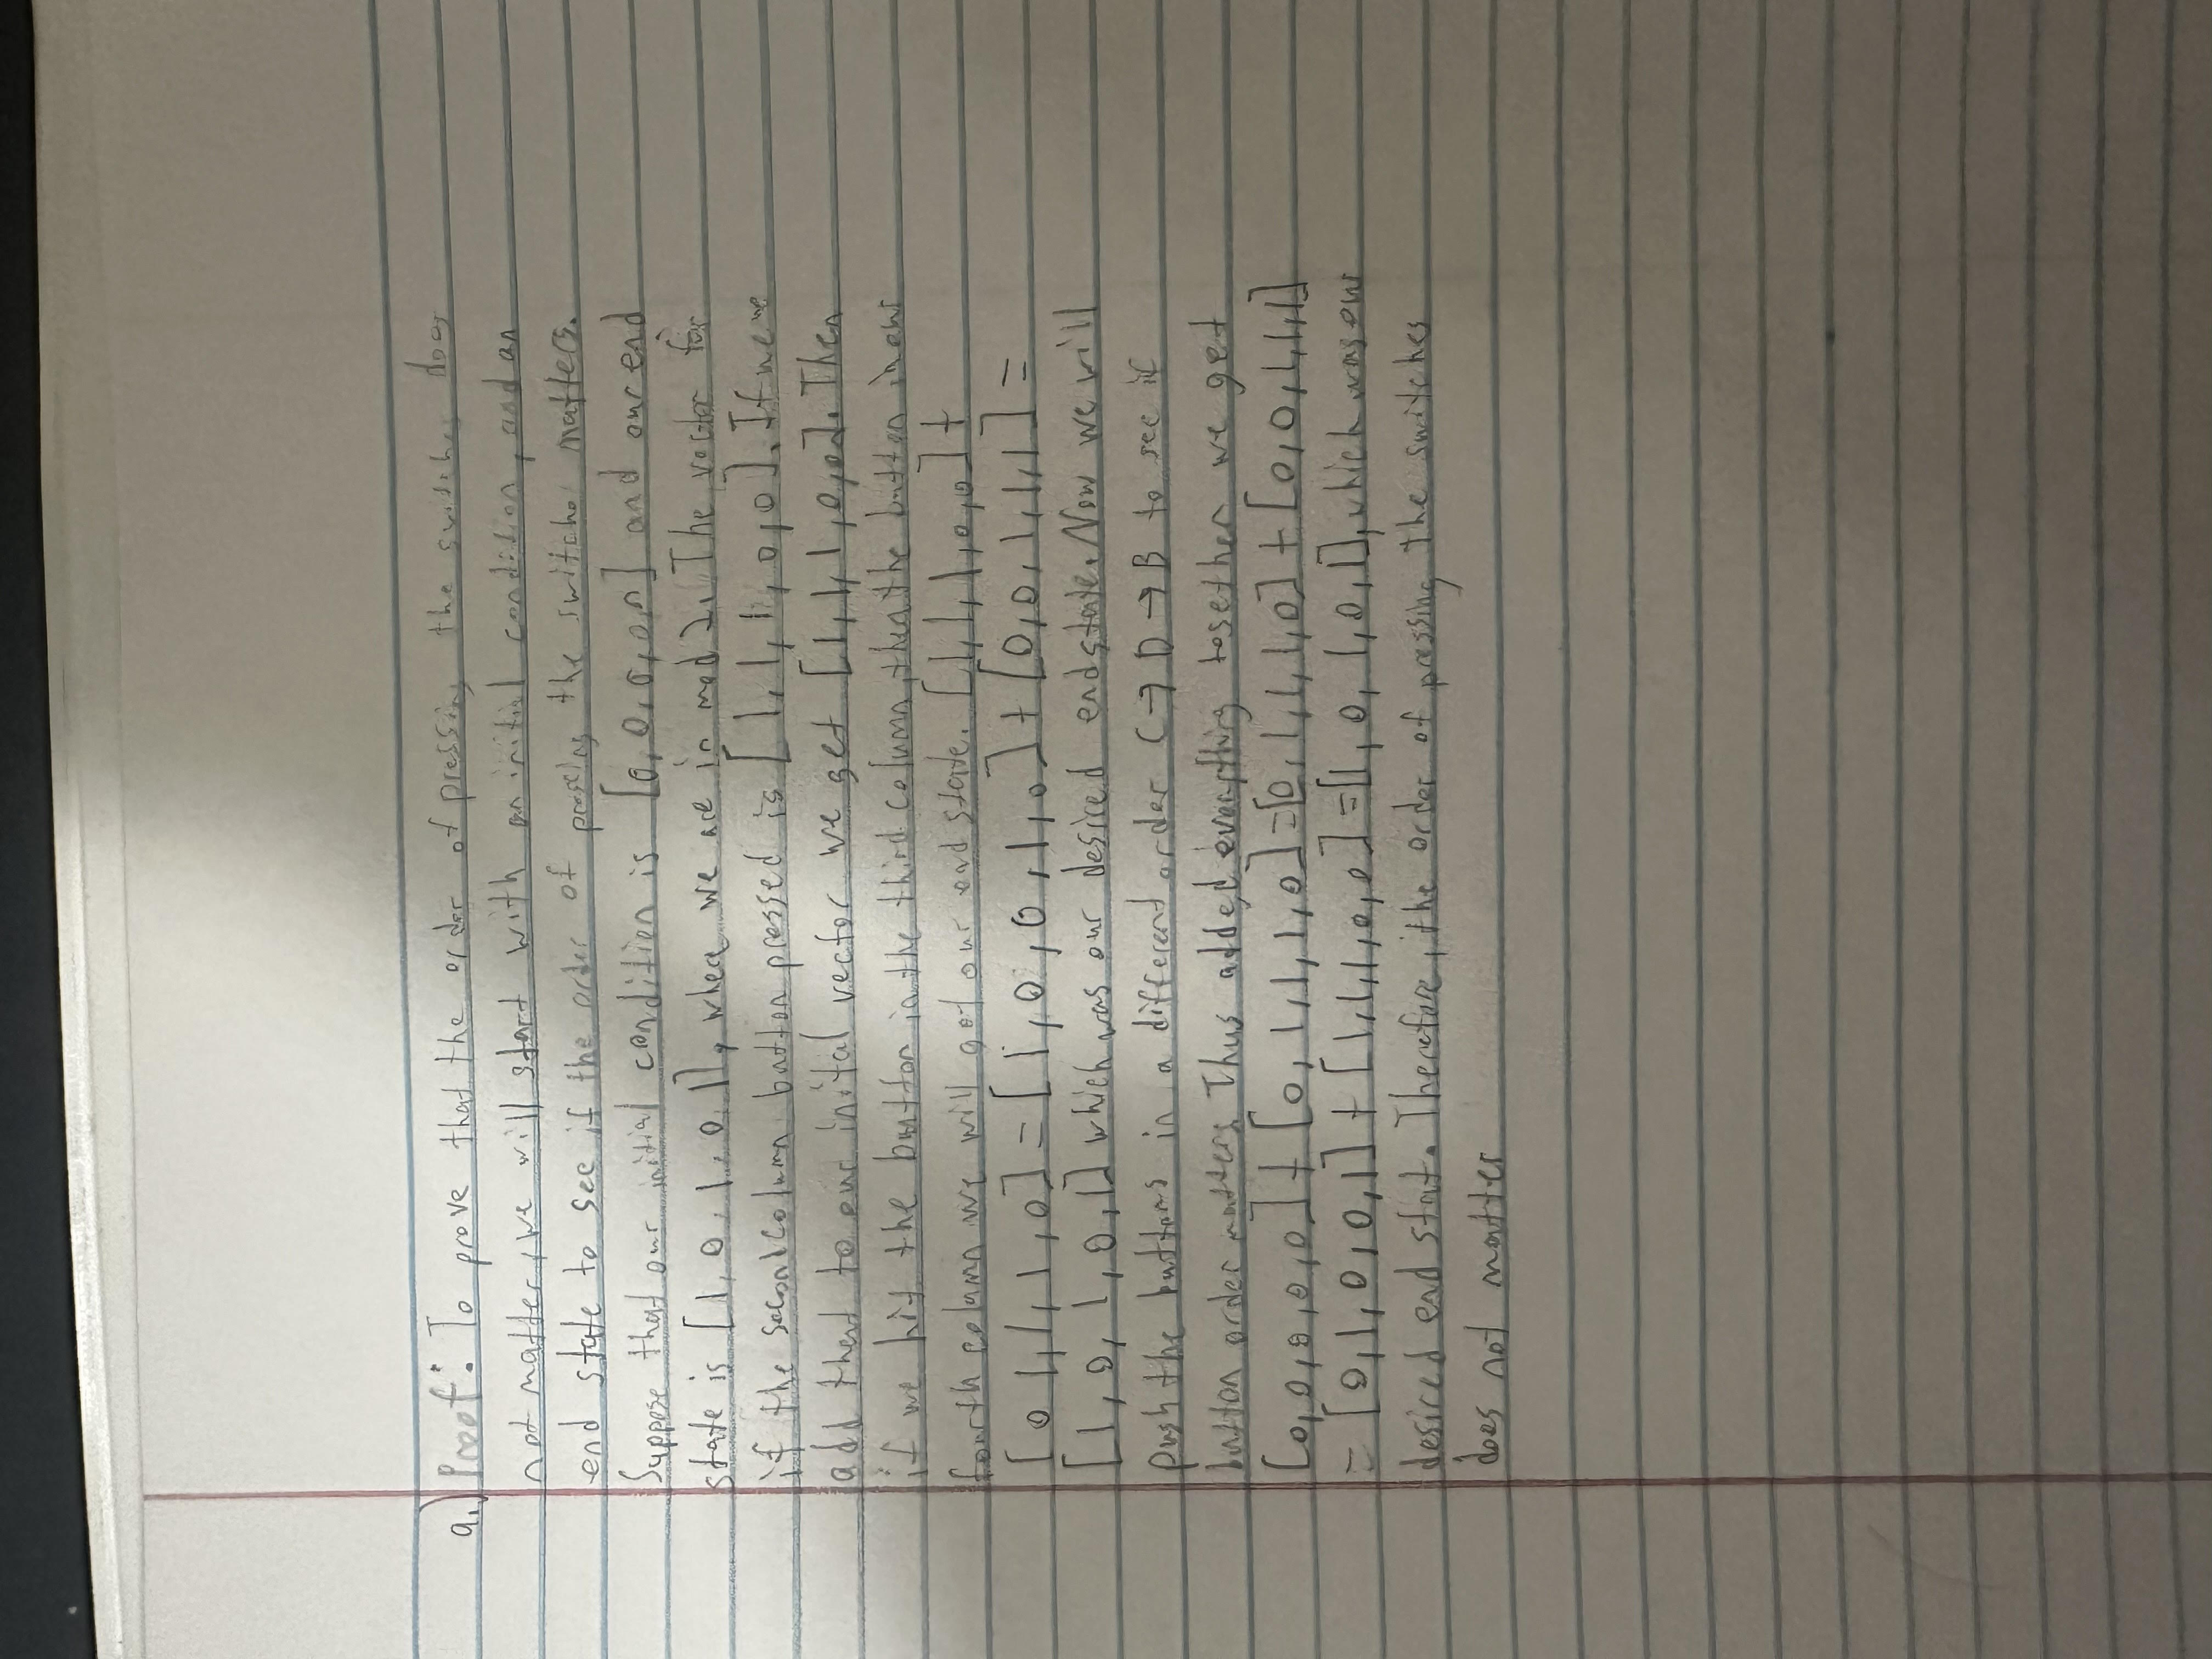 a.) Proof: To prove that the order of pressing the switches does
not matter, we will start with an initial condition, and an
end state to see if the order of presing the switches matters.
Suppose that our initial condition is [0,0,0,0,0] and our end
state is [1,0,1,0,1], where we are in mod 2. The vector for
if the second column button pressed is [1,1,1,0,0]. If we
add that to our initial vector we get [1,1,1,0,0]. Then
if we hit the button in the third column, then the button in our
fourth column we will get our end state. [1,1,1,0,0] +
[0,1,1,1,0] = [1,0,0,1,0] + [0,0,1,1,1] =
[1,0,1,0,1] which was our desired endstate. Now we will
push the buttons in a different order C→D→B to see if
button order matters. Thus added everything together we get
[0,0,0,0,0] + [0,1,1,1,0] = [0,1,1,1,0] + [0,0,1,1,1]
= [0,1,0,0,1] + [1,1,1,0,0] = [1,0,1,0,1], which was our
desired end state. Therefore, the order of pressing the switches
does not matter